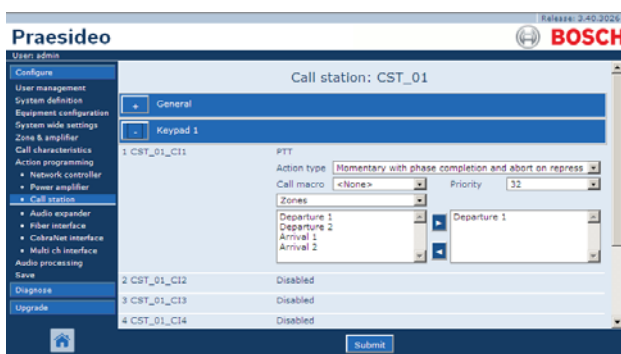 Release: 3.40.3026
Praesideo
BOSCH
User: admin
Configure
User management
System definition
Equipment configuration
System wide settings
Zone & amplifier
Call characteristics
Action programming
• Network controller
• Power amplifier
• Call station
• Audio expander
• Fiber interface
• CobraNet interface
• Multi ch interface
Audio processing
Save
Diagnose
Upgrade
Call station: CST_01
+ General
- Keypad 1
1 CST_01_CI1 PTT
Action type Momentary with phase completion and abort on repress
Call macro <None> Priority 32
Zones
Departure 1
Departure 2
Arrival 1
Arrival 2
Departure 1
2 CST_01_CI2 Disabled
3 CST_01_CI3 Disabled
4 CST_01_CI4 Disabled
Submit